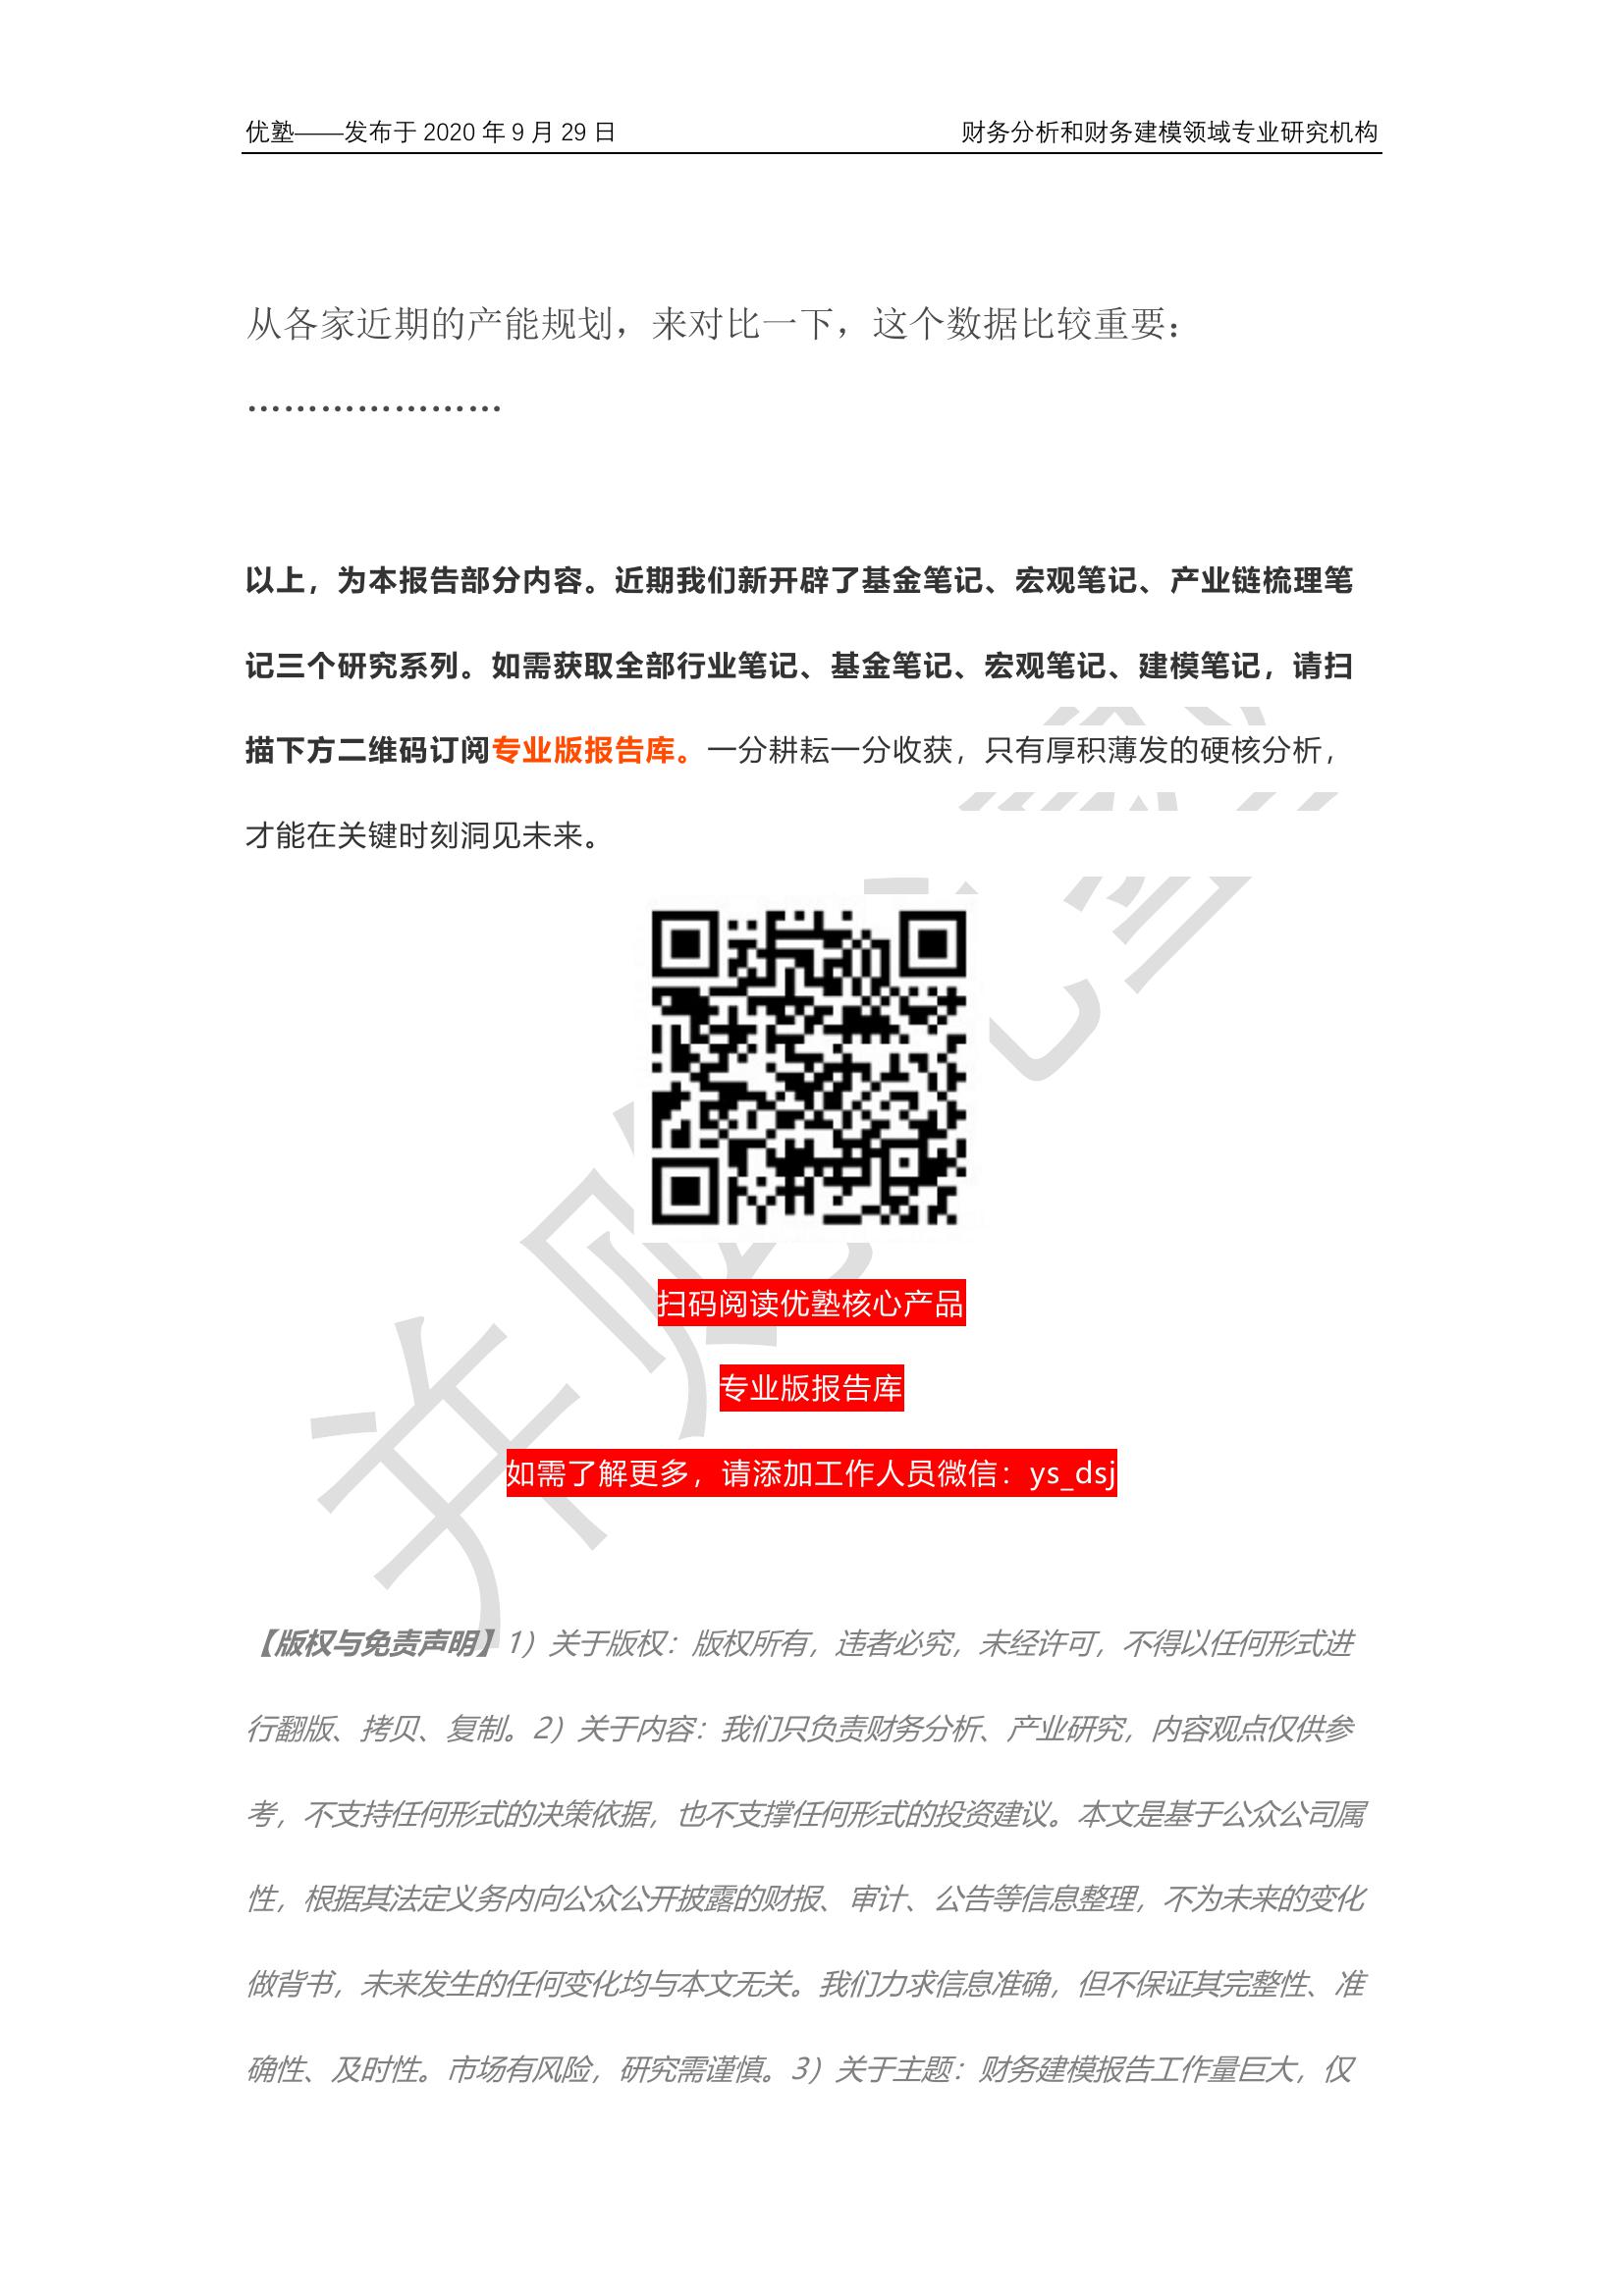 优塾——发布于 2020 年 9 月 29 日 财务分析和财务建模领域专业研究机构
从各家近期的产能规划，来对比一下，这个数据比较重要：
…………………
以上，为本报告部分内容。近期我们新开辟了基金笔记、宏观笔记、产业链梳理笔
记三个研究系列。如需获取全部行业笔记、基金笔记、宏观笔记、建模笔记，请扫
描下方二维码订阅专业版报告库。一分耕耘一分收获，只有厚积薄发的硬核分析，
才能在关键时刻洞见未来。
扫码阅读优塾核心产品
专业版报告库
如需了解更多，请添加工作人员微信：ys_dsj
【版权与免责声明】1）关于版权：版权所有，违者必究，未经许可，不得以任何形式进
行翻版、拷贝、复制。2）关于内容：我们只负责财务分析、产业研究，内容观点仅供参
考，不支持任何形式的决策依据，也不支撑任何形式的投资建议。本文是基于公众公司属
性，根据其法定义务内向公众公开披露的财报、审计、公告等信息整理，不为未来的变化
做背书，未来发生的任何变化均与本文无关。我们力求信息准确，但不保证其完整性、准
确性、及时性。市场有风险，研究需谨慎。3）关于主题：财务建模报告工作量巨大，仅